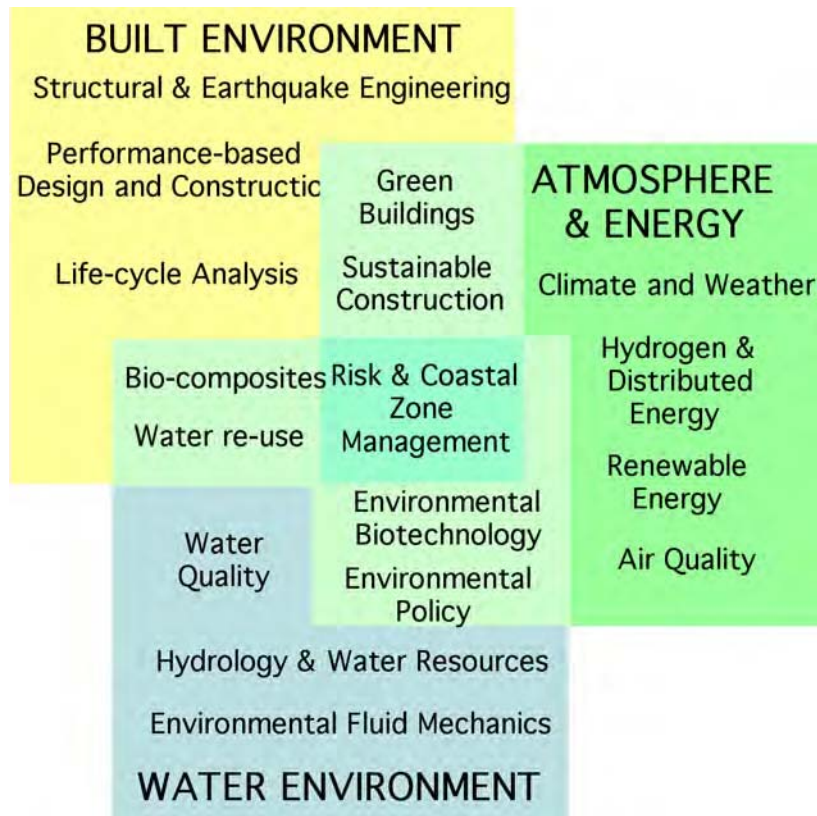 BUILT ENVIRONMENT
Structural & Earthquake Engineering
Performance-based
Design and Constructic
Life-cycle Analysis
Green
Buildings
Sustainable
Construction
ATMOSPHERE
& ENERGY
Climate and Weather
Hydrogen &
Distributed
Energy
Renewable
Energy
Air Quality
Bio-composites
Water re-use
Risk & Coastal
Zone
Management
Environmental
Biotechnology
Environmental
Policy
Water
Quality
Hydrology & Water Resources
Environmental Fluid Mechanics
WATER ENVIRONMENT